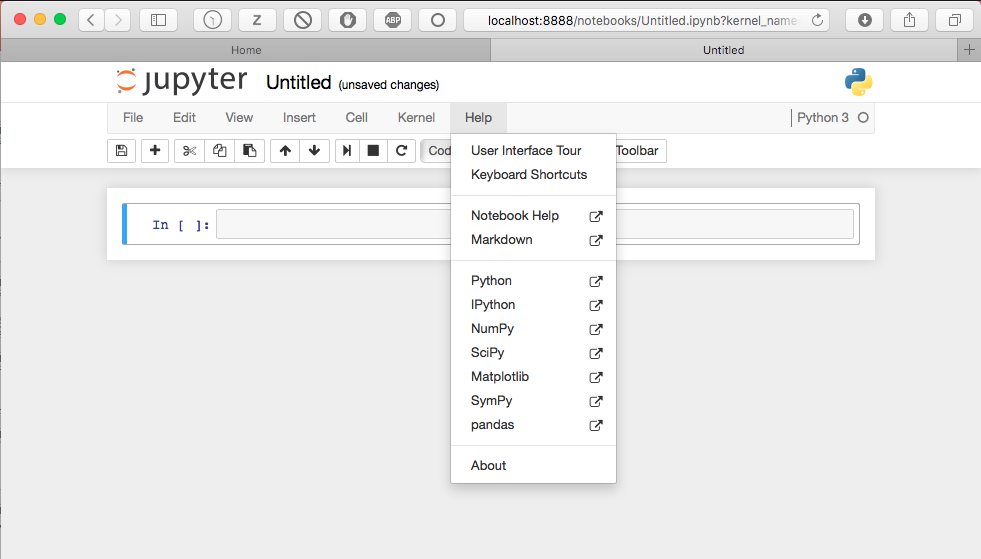 Z
ABP
localhost:8888/notebooks/Untitled.ipynb?kernel_name
Home
Untitled
+
jupyter Untitled (unsaved changes)
File Edit View Insert Cell Kernel Help Python 3
Cod
Toolbar
User Interface Tour
Keyboard Shortcuts
In [ ]:
Notebook Help
Markdown
Python
IPython
NumPy
SciPy
Matplotlib
SymPy
pandas
About